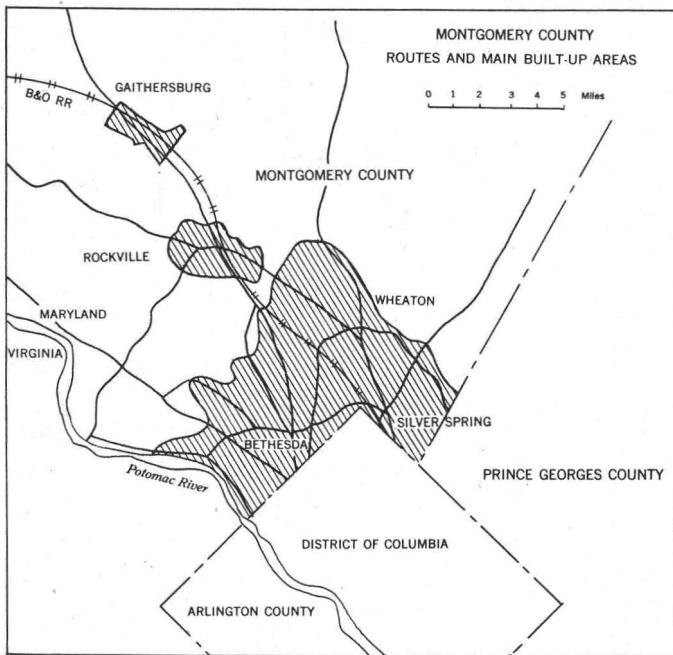 MONTGOMERY COUNTY
ROUTES AND MAIN BUILT-UP AREAS
0 1 2 3 4 5 Miles
GAITHERSBURG
B&O RR
MONTGOMERY COUNTY
ROCKVILLE
WHEATON
MARYLAND
VIRGINIA
SILVER SPRING
BETHESDA
Potomac River
PRINCE GEORGES COUNTY
DISTRICT OF COLUMBIA
ARLINGTON COUNTY